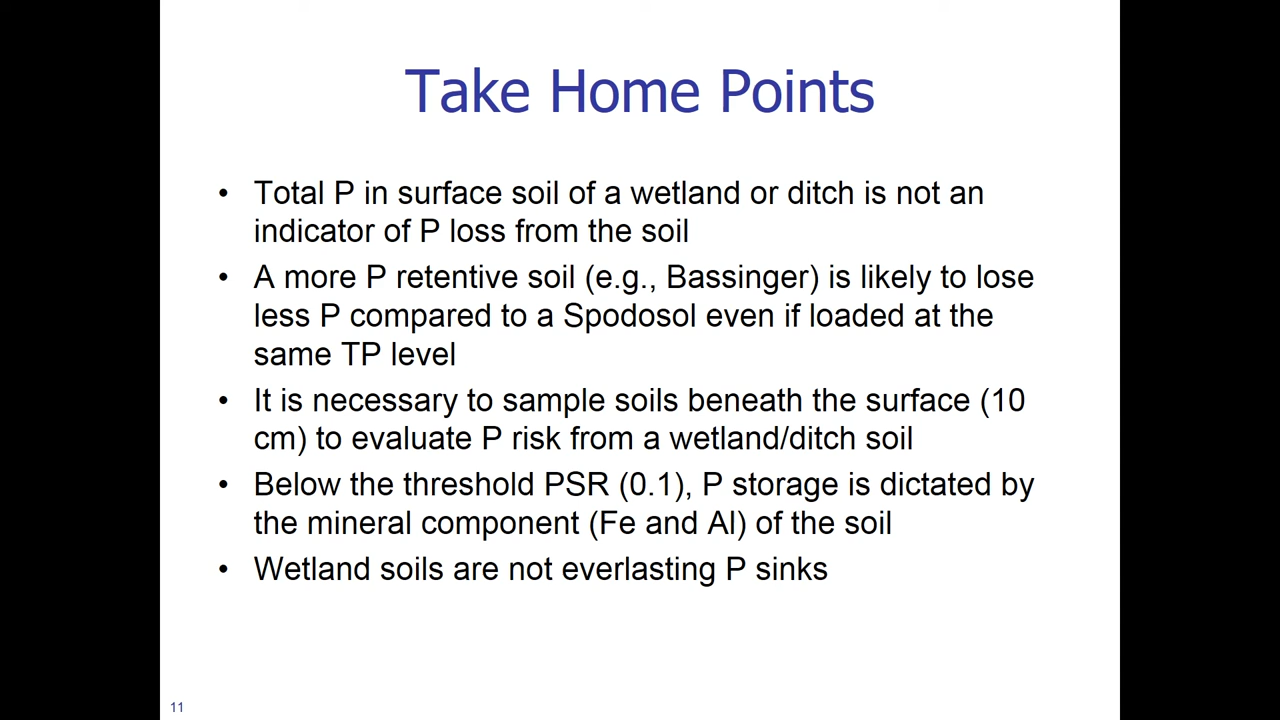 Take Home Points
• Total P in surface soil of a wetland or ditch is not an
indicator of P loss from the soil
• A more P retentive soil (e.g., Bassinger) is likely to lose
less P compared to a Spodosol even if loaded at the
same TP level
• It is necessary to sample soils beneath the surface (10
cm) to evaluate P risk from a wetland/ditch soil
• Below the threshold PSR (0.1), P storage is dictated by
the mineral component (Fe and Al) of the soil
• Wetland soils are not everlasting P sinks
11